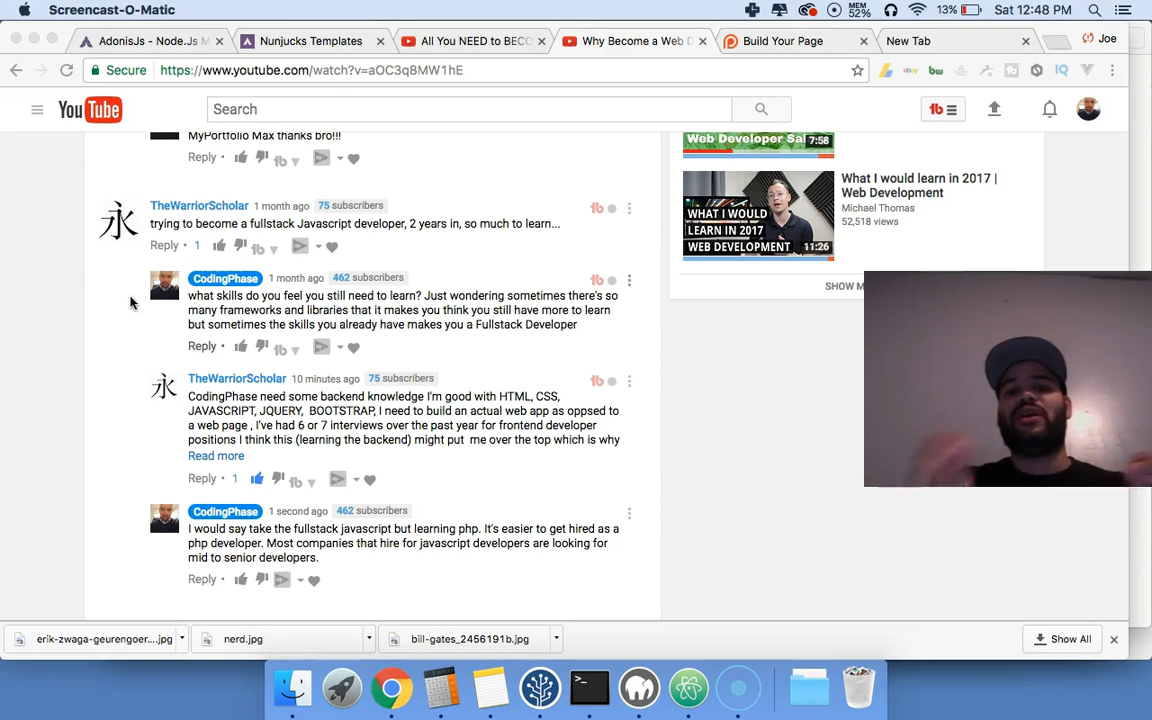 Screencast-O-Matic
MEM
52%
13%
Sat 12:48 PM
AdonisJs - Node.Js M
Nunjucks Templates
All You NEED to BECO
Why Become a Web D
Build Your Page
New Tab
Joe
Secure
https://www.youtube.com/watch?v=aOC3q8MW1hE
ebay
bw
IQ
YouTube
Search
MyPortfolio Max thanks bro!!!
Reply
TheWarriorScholar 1 month ago 75 subscribers
trying to become a fullstack Javascript developer, 2 years in, so much to learn...
Reply 1
CodingPhase 1 month ago 462 subscribers
what skills do you feel you still need to learn? Just wondering sometimes there's so
many frameworks and libraries that it makes you think you still have more to learn
but sometimes the skills you already have makes you a Fullstack Developer
Reply
TheWarriorScholar 10 minutes ago 75 subscribers
CodingPhase need some backend knowledge I'm good with HTML, CSS,
JAVASCRIPT, JQUERY, BOOTSTRAP, I need to build an actual web app as oppsed to
a web page , I've had 6 or 7 interviews over the past year for frontend developer
positions I think this (learning the backend) might put me over the top which is why
Read more
Reply 1
CodingPhase 1 second ago 462 subscribers
I would say take the fullstack javascript but learning php. It's easier to get hired as a
php developer. Most companies that hire for javascript developers are looking for
mid to senior developers.
Reply
Web Developer Sal
7:58
WHAT I WOULD
LEARN IN 2017
WEB DEVELOPMENT
11:26
What I would learn in 2017 |
Web Development
Michael Thomas
52,518 views
SHOW M
erik-zwaga-geurengoer....jpg
nerd.jpg
bill-gates_2456191b.jpg
Show All